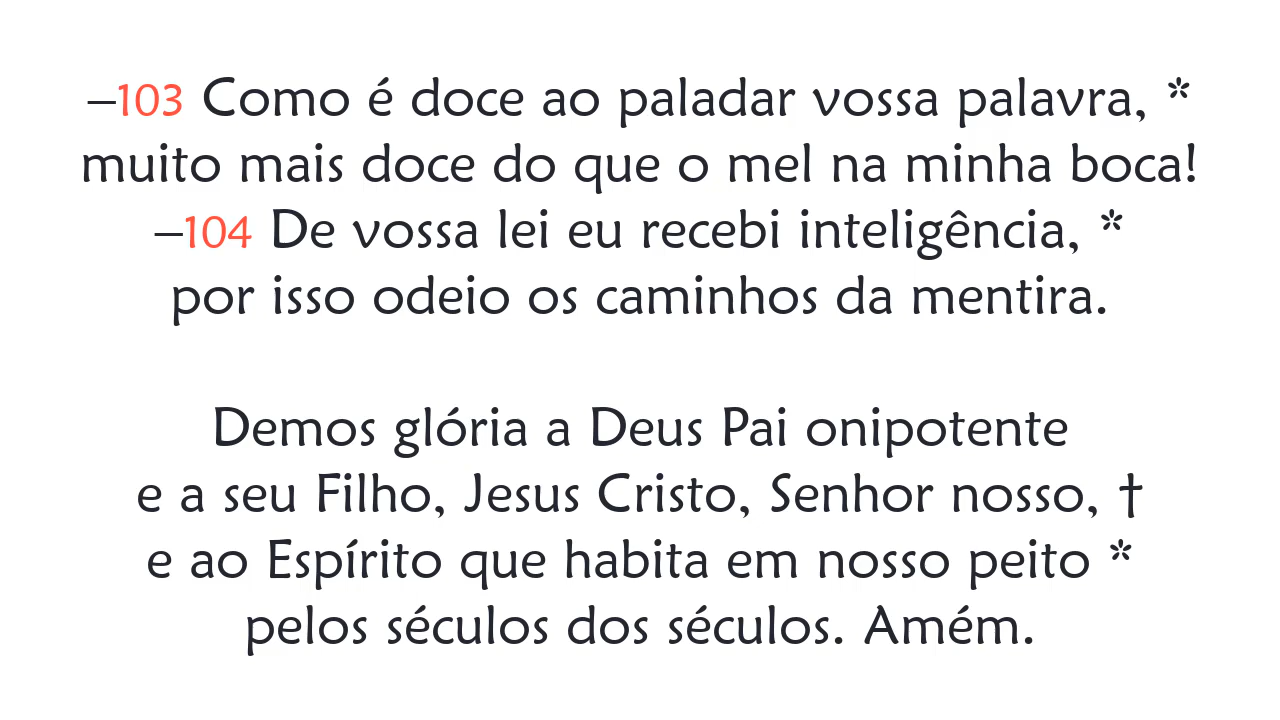 –103 Como é doce ao paladar vossa palavra, *
muito mais doce do que o mel na minha boca!
–104 De vossa lei eu recebi inteligência, *
por isso odeio os caminhos da mentira.
Demos glória a Deus Pai onipotente
e a seu Filho, Jesus Cristo, Senhor nosso, †
e ao Espírito que habita em nosso peito *
pelos séculos dos séculos. Amém.